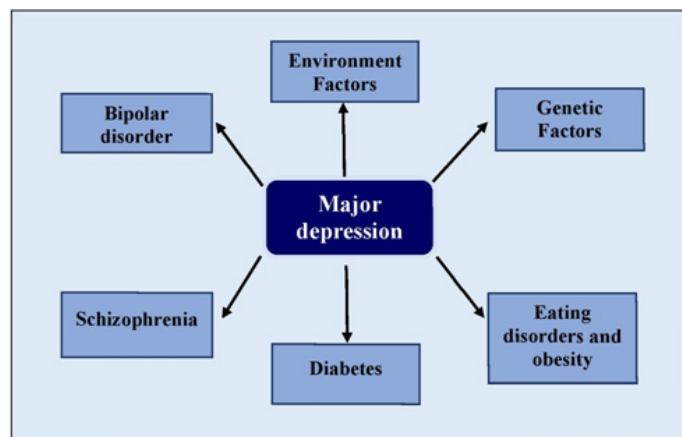 Environment
Factors
Bipolar
disorder
Genetic
Factors
Major
depression
Schizophrenia
Diabetes
Eating
disorders and
obesity